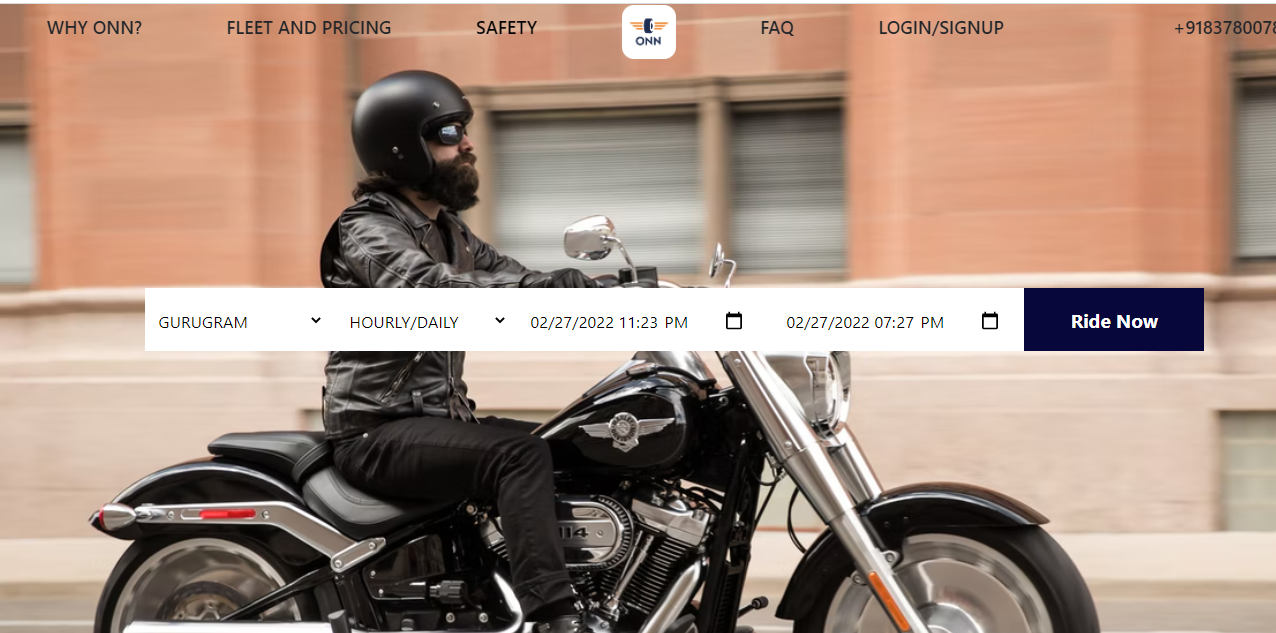 WHY ONN? FLEET AND PRICING SAFETY ONN FAQ LOGIN/SIGNUP +918378007
GURUGRAM HOURLY/DAILY 02/27/2022 11:23 PM 02/27/2022 07:27 PM Ride Now
114